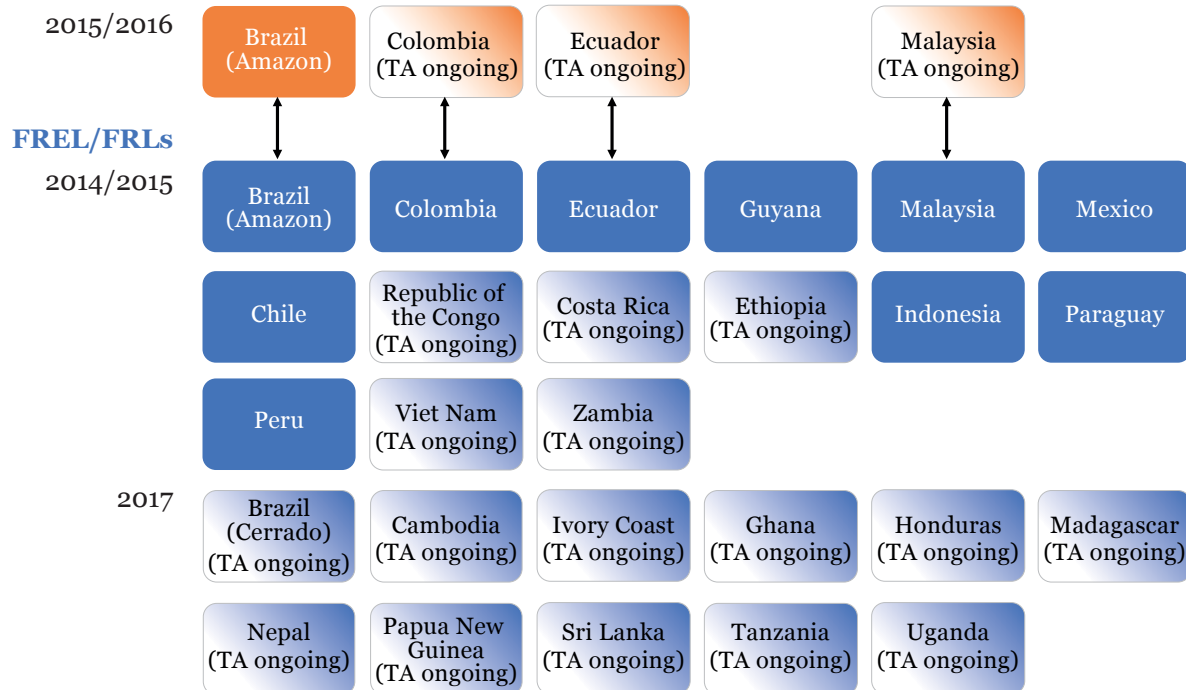 2015/2016
Brazil
(Amazon)
Colombia
(TA ongoing)
Ecuador
(TA ongoing)
Malaysia
(TA ongoing)
FREL/FRLs
2014/2015
Brazil
(Amazon)
Colombia
Ecuador
Guyana
Malaysia
Mexico
Chile
Republic of
the Congo
(TA ongoing)
Costa Rica
(TA ongoing)
Ethiopia
(TA ongoing)
Indonesia
Paraguay
Peru
Viet Nam
(TA ongoing)
Zambia
(TA ongoing)
2017
Brazil
(Cerrado)
(TA ongoing)
Cambodia
(TA ongoing)
Ivory Coast
(TA ongoing)
Ghana
(TA ongoing)
Honduras
(TA ongoing)
Madagascar
(TA ongoing)
Nepal
(TA ongoing)
Papua New
Guinea
(TA ongoing)
Sri Lanka
(TA ongoing)
Tanzania
(TA ongoing)
Uganda
(TA ongoing)